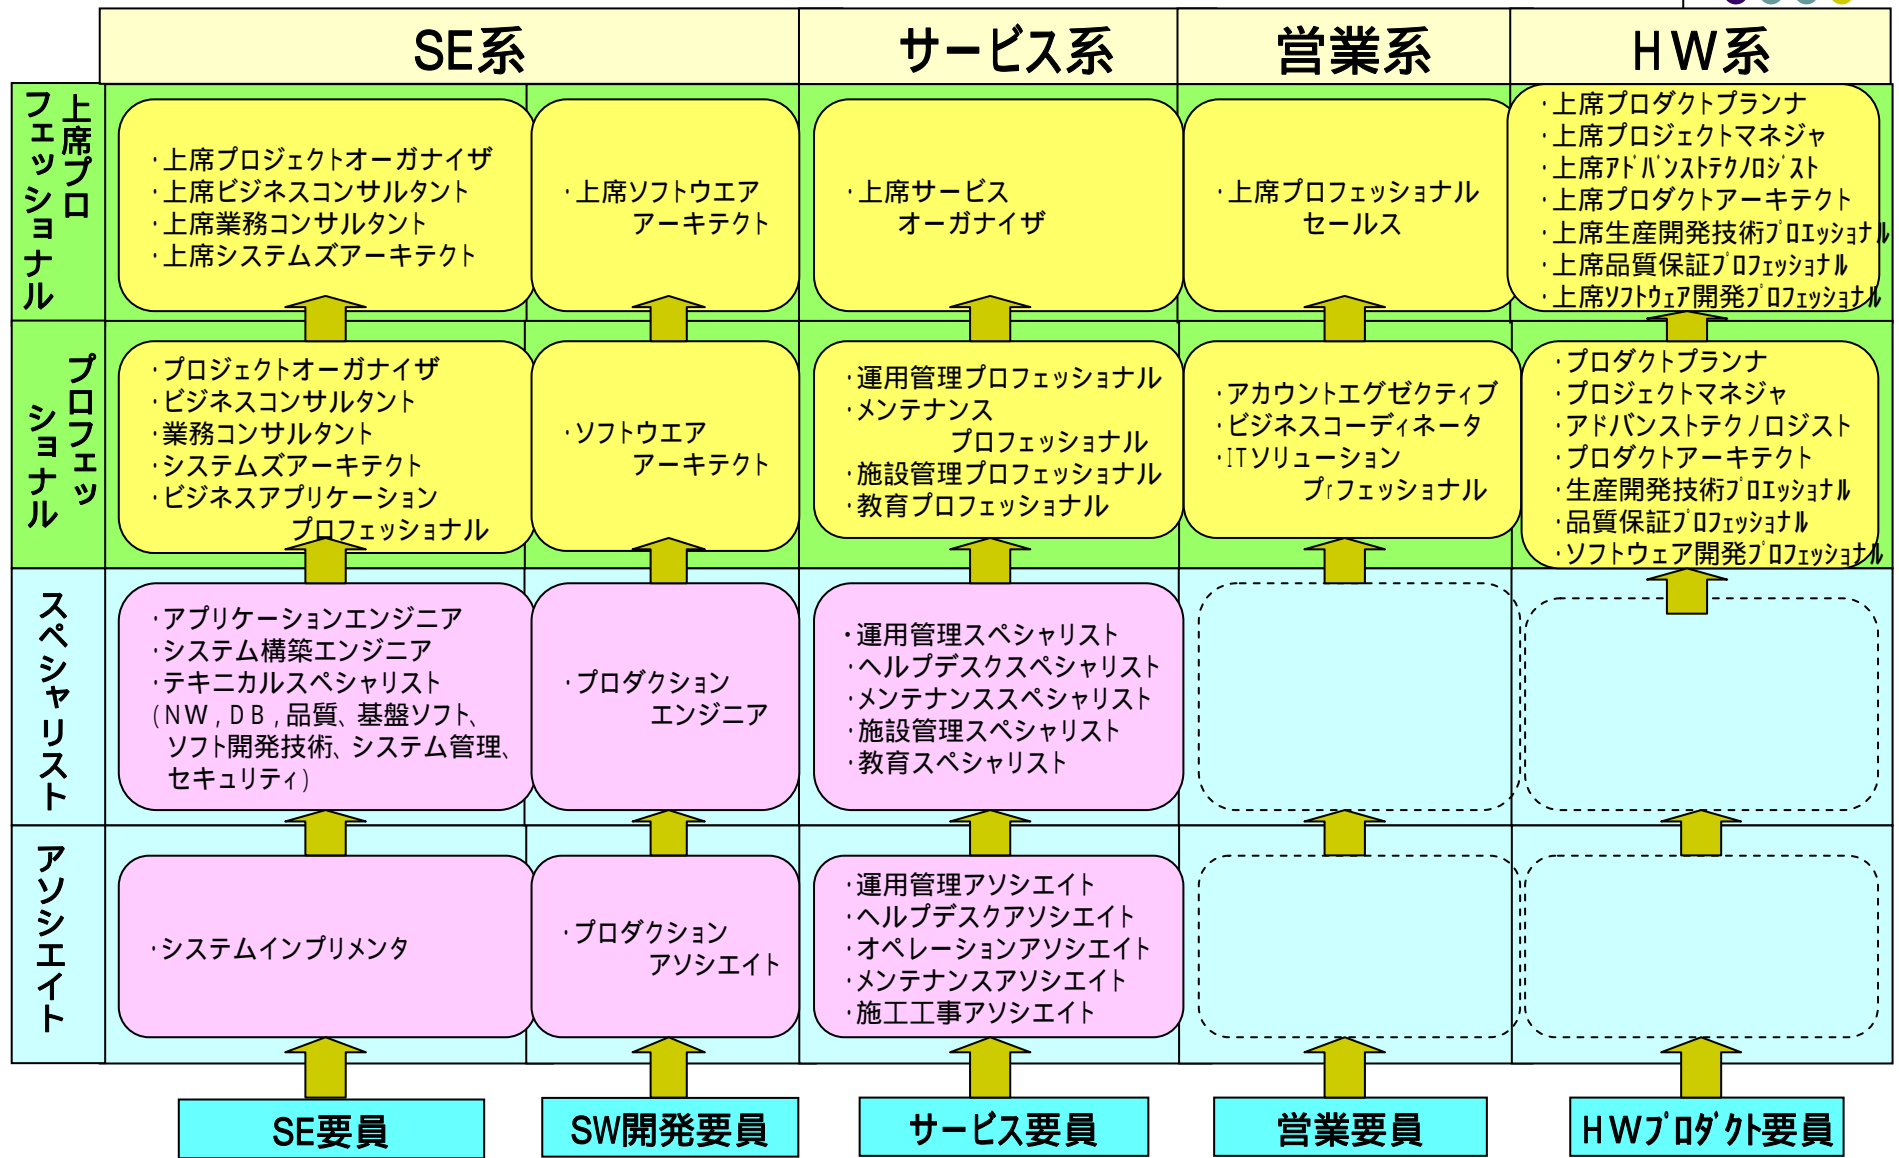 SE系
サービス系
営業系
HW系
上席プロ
フェッショナル
・上席プロジェクトオーガナイザ
・上席ビジネスコンサルタント
・上席業務コンサルタント
・上席システムズアーキテクト
・上席ソフトウエア
アーキテクト
・上席サービス
オーガナイザ
・上席プロフェッショナル
セールス
・上席プロダクトプランナ
・上席プロジェクトマネジャ
・上席ｱﾄﾞﾊﾞﾝｽﾄﾃｸﾉﾛｼﾞｽﾄ
・上席プロダクトアーキテクト
・上席生産開発技術ﾌﾟﾛｴｯｼｮﾅﾙ
・上席品質保証ﾌﾟﾛﾌｪｯｼｮﾅﾙ
・上席ｿﾌﾄｳｪｱ開発ﾌﾟﾛﾌｪｯｼｮﾅﾙ
プロフェッ
ショナル
・プロジェクトオーガナイザ
・ビジネスコンサルタント
・業務コンサルタント
・システムズアーキテクト
・ビジネスアプリケーション
プロフェッショナル
・ソフトウエア
アーキテクト
・運用管理プロフェッショナル
・メンテナンス
プロフェッショナル
・施設管理プロフェッショナル
・教育プロフェッショナル
・アカウントエグゼクティブ
・ビジネスコーディネータ
・ITソリューション
プrフェッショナル
・プロダクトプランナ
・プロジェクトマネジャ
・アドバンストテクノロジスト
・プロダクトアーキテクト
・生産開発技術ﾌﾟﾛｴｯｼｮﾅﾙ
・品質保証ﾌﾟﾛﾌｪｯｼｮﾅﾙ
・ソフトウェア開発ﾌﾟﾛﾌｪｯｼｮﾅﾙ
スペシャリスト
・アプリケーションエンジニア
・システム構築エンジニア
・テキニカルスペシャリスト
(NW,DB,品質、基盤ソフト、
ソフト開発技術、システム管理、
セキュリティ)
・プロダクション
エンジニア
・運用管理スペシャリスト
・ヘルプデスクスペシャリスト
・メンテナンススペシャリスト
・施設管理スペシャリスト
・教育スペシャリスト
アソシエイト
・システムインプリメンタ
・プロダクション
アソシエイト
・運用管理アソシエイト
・ヘルプデスクアソシエイト
・オペレーションアソシエイト
・メンテナンスアソシエイト
・施工工事アソシエイト
SE要員
SW開発要員
サービス要員
営業要員
HWﾌﾟﾛﾀﾞｸﾄ要員